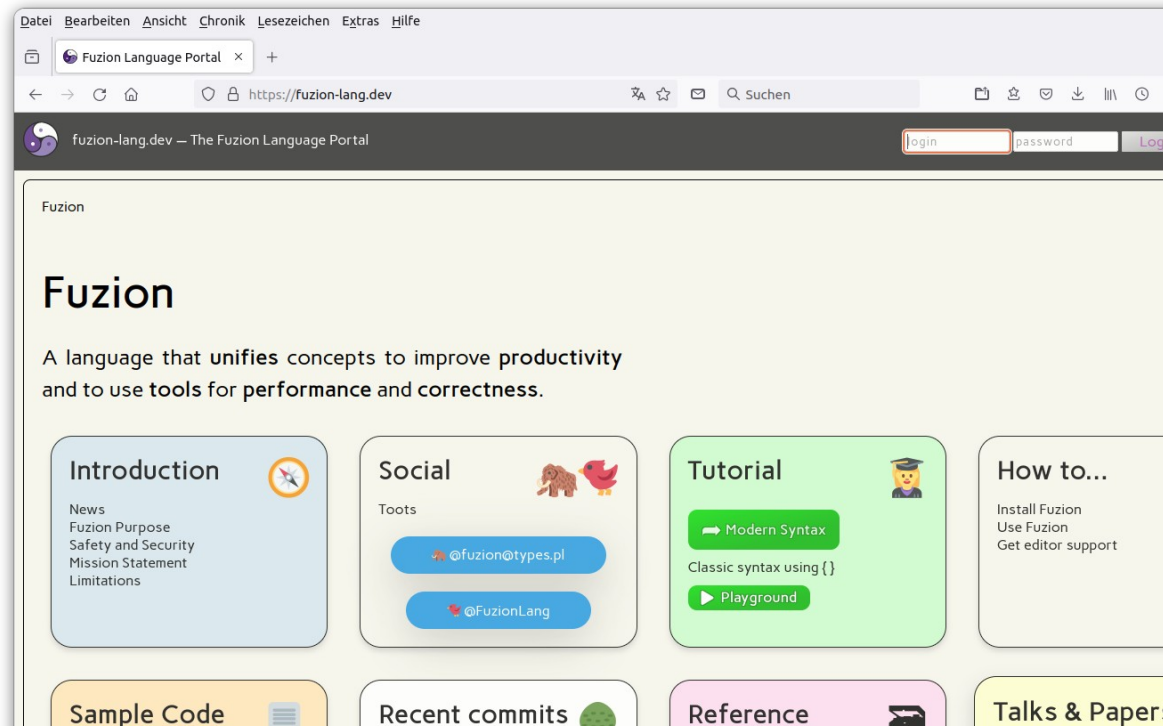 Datei Bearbeiten Ansicht Chronik Lesezeichen Extras Hilfe
Fuzion Language Portal
https://fuzion-lang.dev
Suchen
fuzion-lang.dev — The Fuzion Language Portal
login
password
Log
Fuzion
Fuzion
A language that unifies concepts to improve productivity
and to use tools for performance and correctness.
Introduction
News
Fuzion Purpose
Safety and Security
Mission Statement
Limitations
Social
Toots
@fuzion@types.pl
@FuzionLang
Tutorial
➡ Modern Syntax
Classic syntax using { }
▶ Playground
How to...
Install Fuzion
Use Fuzion
Get editor support
Sample Code
Recent commits
Reference
Talks & Paper